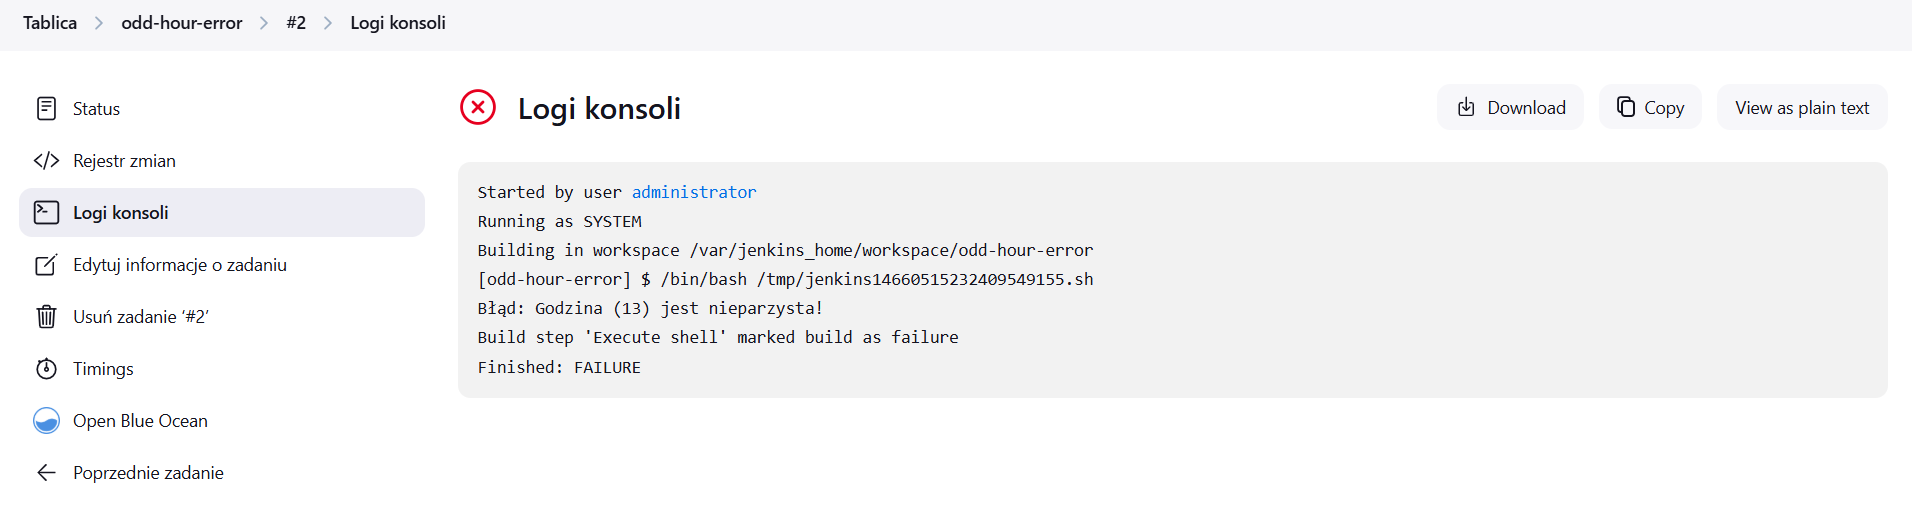 Tablica > odd-hour-error > #2 > Logi konsoli
Status
Rejestr zmian
Logi konsoli
Edytuj informacje o zadaniu
Usuń zadanie ‘#2’
Timings
Open Blue Ocean
Poprzednie zadanie
Logi konsoli
Download
Copy
View as plain text
Started by user administrator
Running as SYSTEM
Building in workspace /var/jenkins_home/workspace/odd-hour-error
[odd-hour-error] $ /bin/bash /tmp/jenkins14660515232409549155.sh
Błąd: Godzina (13) jest nieparzysta!
Build step 'Execute shell' marked build as failure
Finished: FAILURE